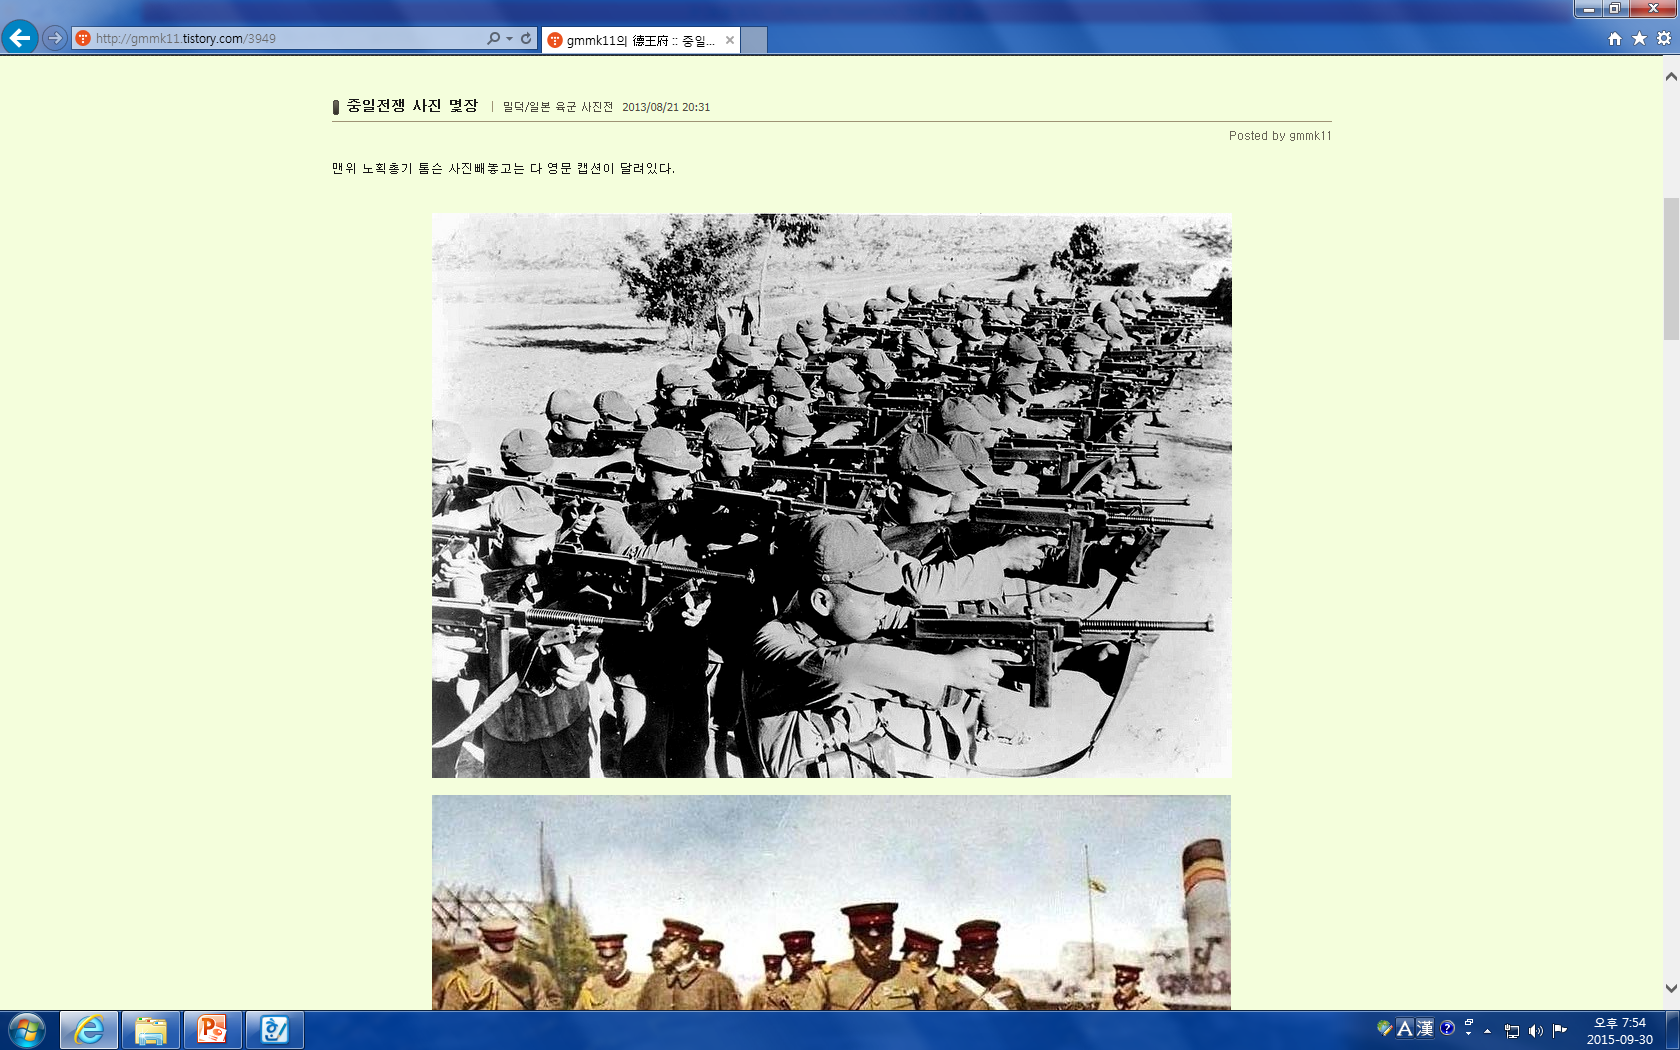 http://gmmk11.tistory.com/3949
gmmk11의 德王府 :: 중일...
중일전쟁 사진 몇장 | 밀덕/일본 육군 사진전 2013/08/21 20:31
Posted by gmmk11
맨위 노획총기 톰슨 사진빼놓고는 다 영문 캡션이 달려있다.
A 漢
오후 7:54
2015-09-30